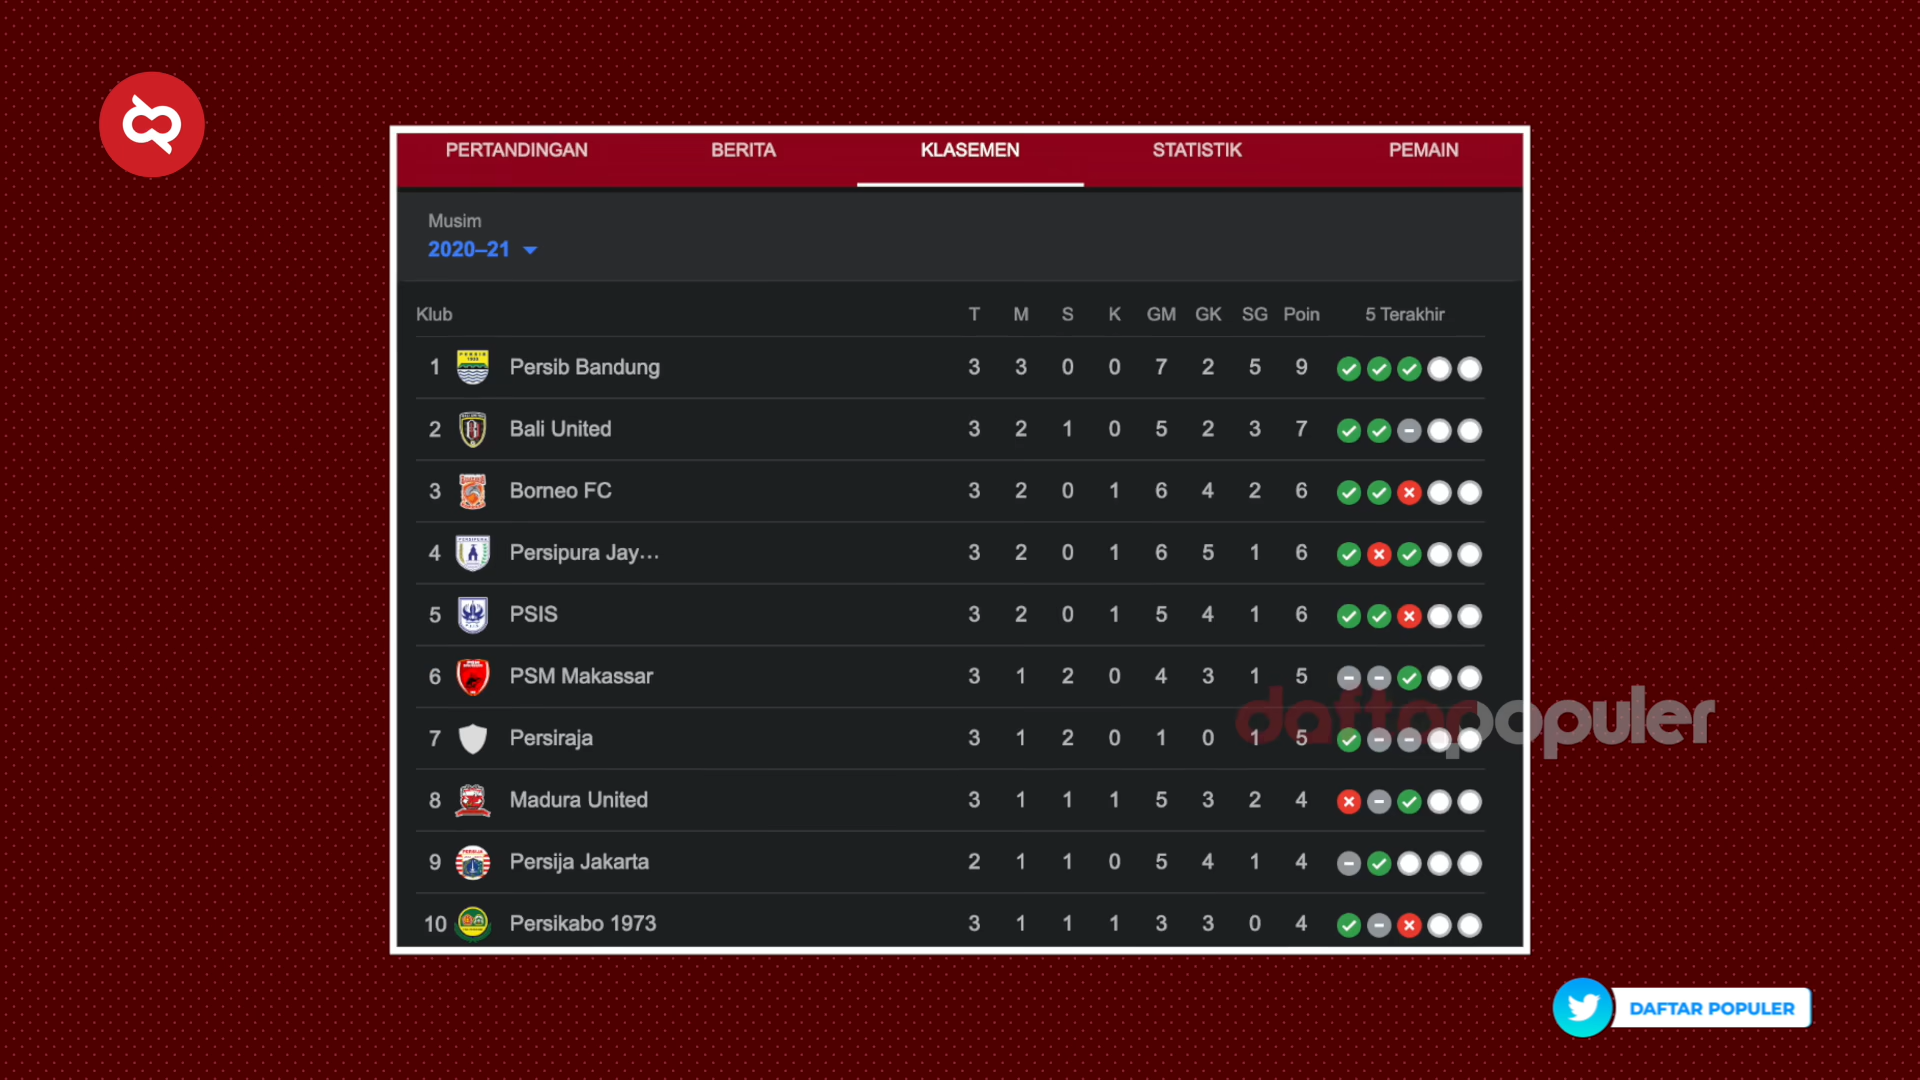 PERTANDINGAN BERITA KLASEMEN STATISTIK PEMAIN
Musim
2020–21
Klub T M S K GM GK SG Poin 5 Terakhir
1 Persib Bandung 3 3 0 0 7 2 5 9
2 Bali United 3 2 1 0 5 2 3 7
3 Borneo FC 3 2 0 1 6 4 2 6
4 Persipura Jay... 3 2 0 1 6 5 1 6
5 PSIS 3 2 0 1 5 4 1 6
6 PSM Makassar 3 1 2 0 4 3 1 5
7 Persiraja 3 1 2 0 1 0 1 5
8 Madura United 3 1 1 1 5 3 2 4
9 Persija Jakarta 2 1 1 0 5 4 1 4
10 Persikabo 1973 3 1 1 1 3 3 0 4
daftarpopuler
DAFTAR POPULER